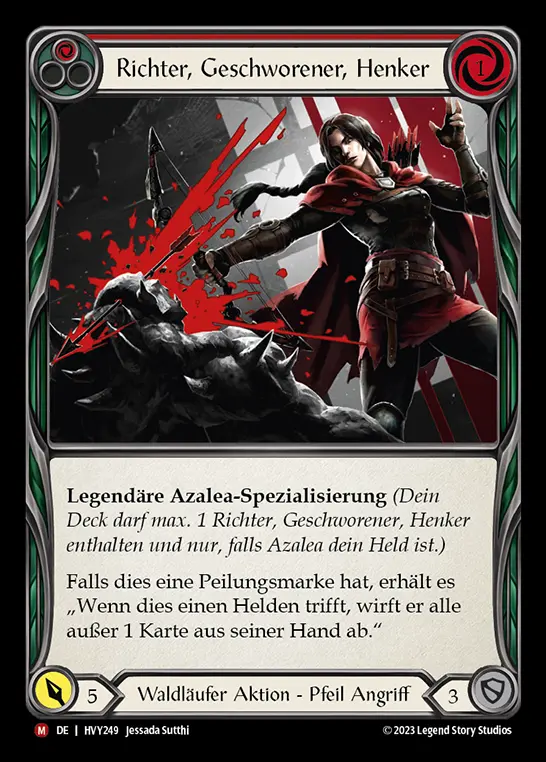 Richter, Geschworener, Henker
1
Legendäre Azalea-Spezialisierung (Dein
Deck darf max. 1 Richter, Geschworener, Henker
enthalten und nur, falls Azalea dein Held ist.)
Falls dies eine Peilungsmarke hat, erhält es
„Wenn dies einen Helden trifft, wirft er alle
außer 1 Karte aus seiner Hand ab.“
5
Waldläufer Aktion - Pfeil Angriff
3
M DE | HVY249 Jessada Sutthi
© 2023 Legend Story Studios